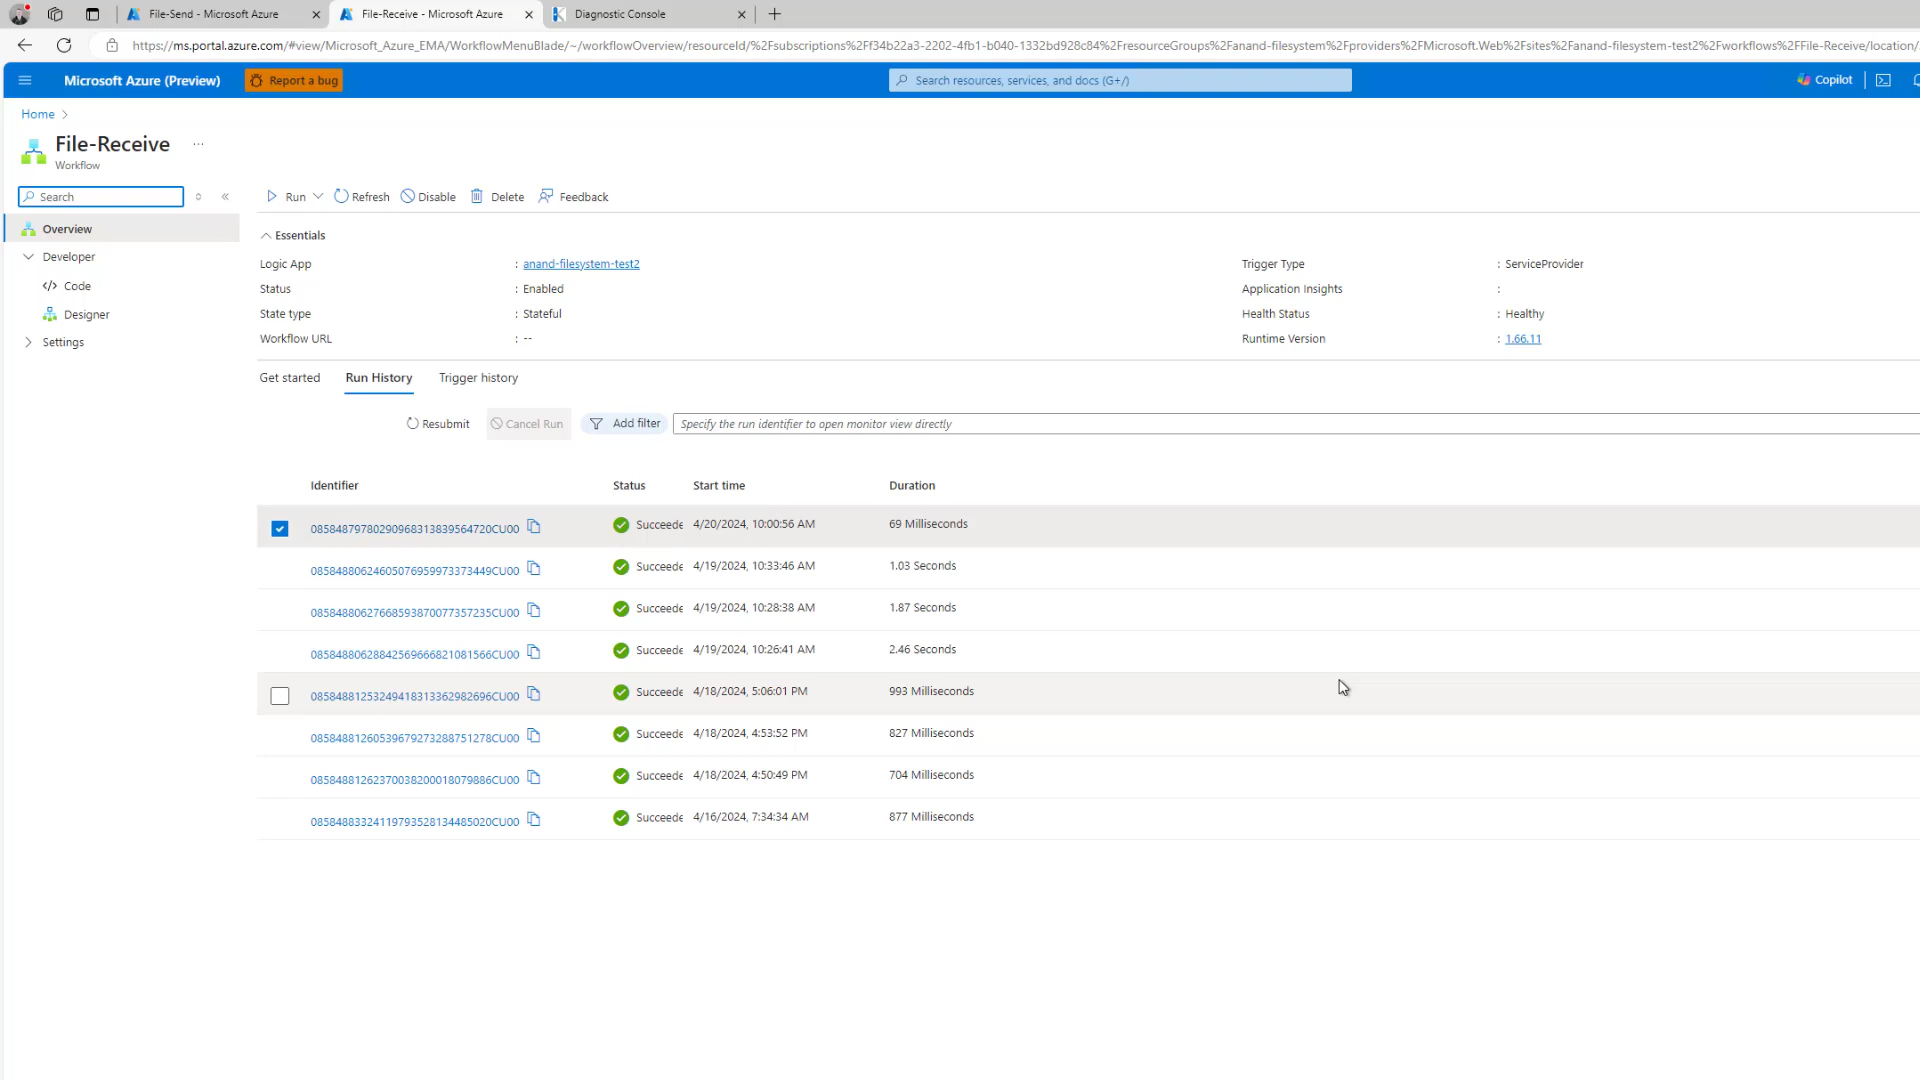 File-Send - Microsoft Azure
File-Receive - Microsoft Azure
Diagnostic Console
https://ms.portal.azure.com/#view/Microsoft_Azure_EMA/WorkflowMenuBlade/~/workflowOverview/resourceId/%2Fsubscriptions%2Ff34b22a3-2202-4fb1-b040-1332bd928c84%2FresourceGroups%2Fanand-filesystem%2Fproviders%2FMicrosoft.Web%2Fsites%2Fanand-filesystem-test2%2Fworkflows%2FFile-Receive/location/
Microsoft Azure (Preview)
Report a bug
Search resources, services, and docs (G+/)
Copilot
Home
File-Receive
Workflow
Search
Overview
Developer
Code
Designer
Settings
Run
Refresh
Disable
Delete
Feedback
Essentials
Logic App : anand-filesystem-test2
Status : Enabled
State type : Stateful
Workflow URL : --
Trigger Type : ServiceProvider
Application Insights :
Health Status : Healthy
Runtime Version : 1.66.11
Get started
Run History
Trigger history
Resubmit
Cancel Run
Add filter
Specify the run identifier to open monitor view directly
Identifier Status Start time Duration
08584879780290968313839564720CU00 Succeede 4/20/2024, 10:00:56 AM 69 Milliseconds
08584880624605076959973373449CU00 Succeede 4/19/2024, 10:33:46 AM 1.03 Seconds
08584880627668593870077357235CU00 Succeede 4/19/2024, 10:28:38 AM 1.87 Seconds
08584880628842569666821081566CU00 Succeede 4/19/2024, 10:26:41 AM 2.46 Seconds
08584881253249418313362982696CU00 Succeede 4/18/2024, 5:06:01 PM 993 Milliseconds
08584881260539679273288751278CU00 Succeede 4/18/2024, 4:53:52 PM 827 Milliseconds
08584881262370038200018079886CU00 Succeede 4/18/2024, 4:50:49 PM 704 Milliseconds
08584883324119793528134485020CU00 Succeede 4/16/2024, 7:34:34 AM 877 Milliseconds